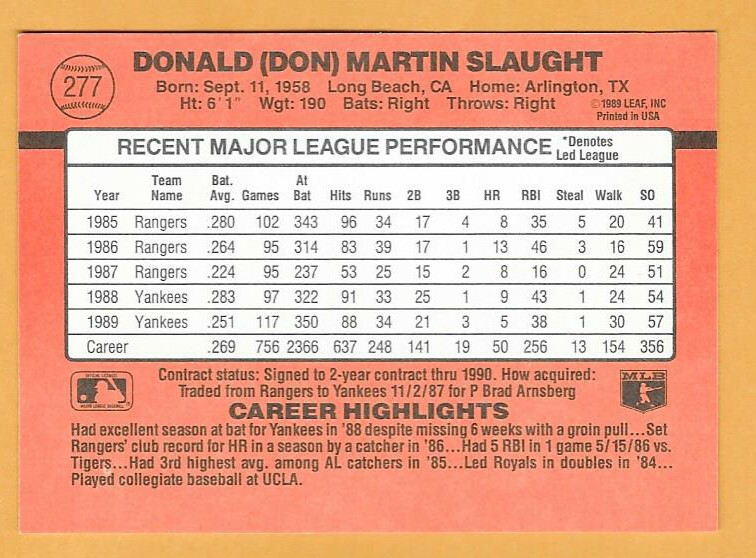 277
DONALD (DON) MARTIN SLAUGHT
Born: Sept. 11, 1958 Long Beach, CA Home: Arlington, TX
Ht: 6'1" Wgt: 190 Bats: Right Throws: Right
©1989 LEAF, INC
Printed in USA
RECENT MAJOR LEAGUE PERFORMANCE *Denotes Led League
Year Team Name Bat. Avg. Games At Bat Hits Runs 2B 3B HR RBI Steal Walk SO
1985 Rangers .280 102 343 96 34 17 4 8 35 5 20 41
1986 Rangers .264 95 314 83 39 17 1 13 46 3 16 59
1987 Rangers .224 95 237 53 25 15 2 8 16 0 24 51
1988 Yankees .283 97 322 91 33 25 1 9 43 1 24 54
1989 Yankees .251 117 350 88 34 21 3 5 38 1 30 57
Career .269 756 2366 637 248 141 19 50 256 13 154 356
Contract status: Signed to 2-year contract thru 1990. How acquired:
Traded from Rangers to Yankees 11/2/87 for P Brad Arnsberg
MLB
CAREER HIGHLIGHTS
Had excellent season at bat for Yankees in '88 despite missing 6 weeks with a groin pull...Set
Rangers' club record for HR in a season by a catcher in '86...Had 5 RBI in 1 game 5/15/86 vs.
Tigers...Had 3rd highest avg. among AL catchers in '85...Led Royals in doubles in '84...
Played collegiate baseball at UCLA.